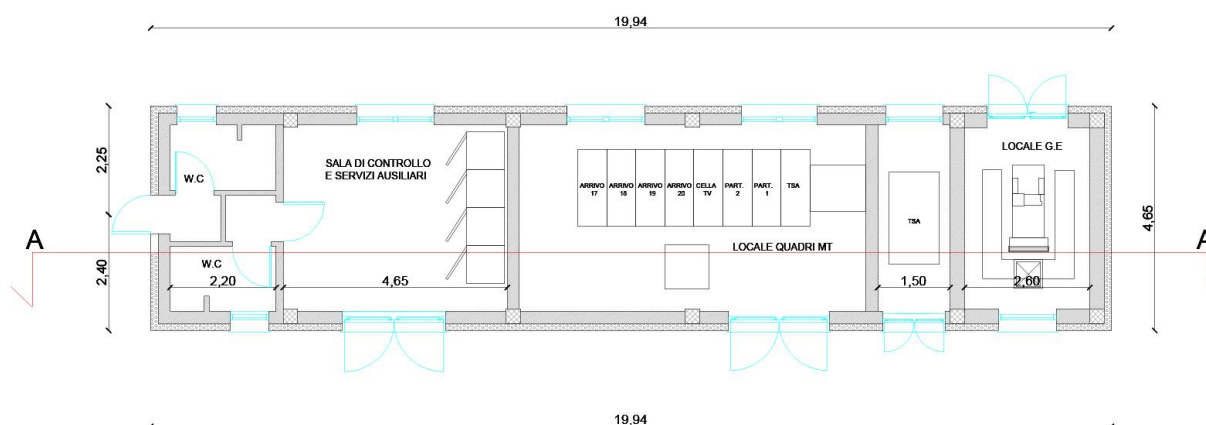 19,94
LOCALE G.E
SALA DI CONTROLLO
E SERVIZI AUSILIARI
2,25
W.C
ARRIVO
17
ARRIVO
18
ARRIVO
19
ARRIVO
20
CELLA
TV
PART.
2
PART.
1
TSA
TSA
4,65
A
LOCALE QUADRI MT
A
W.C
2,40
2,20
4,65
1,50
2,60
19,94